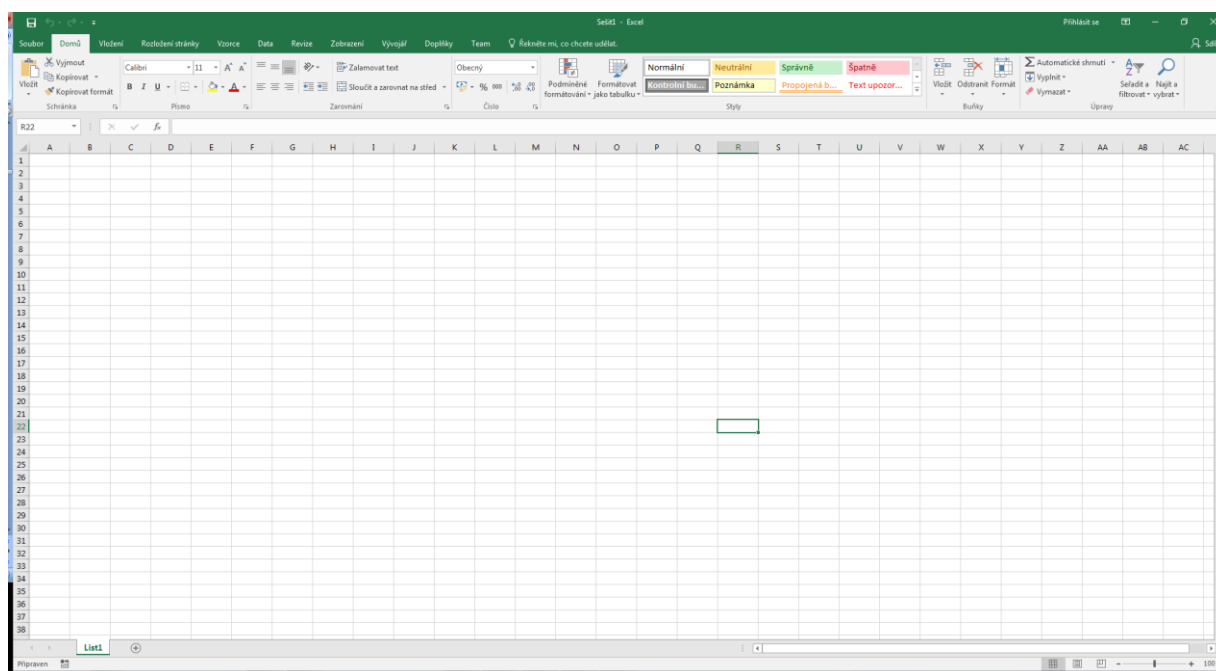 Sešit1 - Excel
Přihlásit se
Soubor Domů Vložení Rozložení stránky Vzorce Data Revize Zobrazení Vývojář Doplňky Team Řekněte mi, co chcete udělat.
Vložit
Vyjmout
Kopírovat
Kopírovat formát
Schránka
Calibri 11
B I U
Písmo
Zalamovat text
Sloučit a zarovnat na střed
Zarovnání
Obecný
% 000
Číslo
Podmíněné formátování
Formátovat jako tabulku
Normální Neutrální Správně Špatně
Kontrolní bu... Poznámka Propojená b... Text upozor...
Styly
Vložit Odstranit Formát
Buňky
Automatické shrnutí
Vyplnit
Vymazat
Seřadit a filtrovat
Najít a vybrat
Úpravy
R22 fx
A B C D E F G H I J K L M N O P Q R S T U V W X Y Z AA AB AC
1
2
3
4
5
6
7
8
9
10
11
12
13
14
15
16
17
18
19
20
21
22
23
24
25
26
27
28
29
30
31
32
33
34
35
36
37
38
List1
Připraven